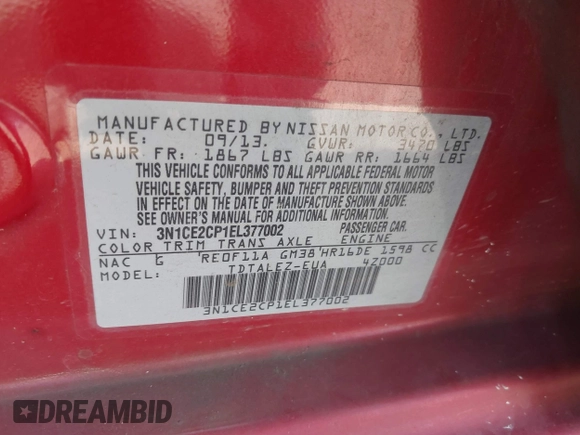 MANUFACTURED BY NISSAN MOTOR CO., LTD.
DATE: 09/13. GVWR: 3470 LBS
GAWR FR: 1867 LBS GAWR RR: 1664 LBS
THIS VEHICLE CONFORMS TO ALL APPLICABLE FEDERAL MOTOR
VEHICLE SAFETY, BUMPER AND THEFT PREVENTION STANDARDS
IN EFFECT ON THE DATE OF MANUFACTURE SHOWN ABOVE.
SEE OWNER'S MANUAL FOR ADDITIONAL INFORMATION.
VIN: 3N1CE2CP1EL377002 PASSENGER CAR.
COLOR TRIM TRANS AXLE ENGINE
NAC G 'RE0F11A GM38'HR16DE 1598 CC
MODEL: TDTALEZ-EUA 4Z000
3N1CE2CP1EL377002
DREAMBID